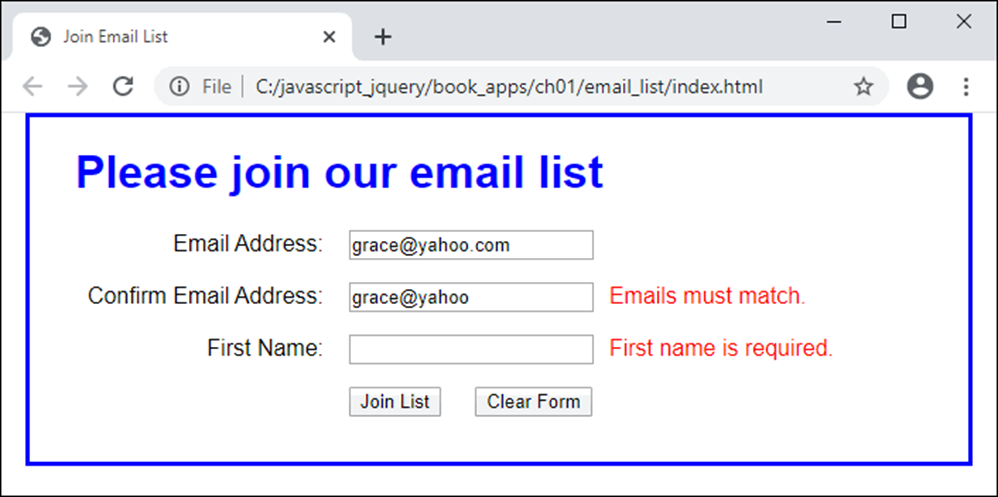 Join Email List
File C:/javascript_jquery/book_apps/ch01/email_list/index.html
Please join our email list
Email Address: grace@yahoo.com
Confirm Email Address: grace@yahoo Emails must match.
First Name: First name is required.
Join List Clear Form